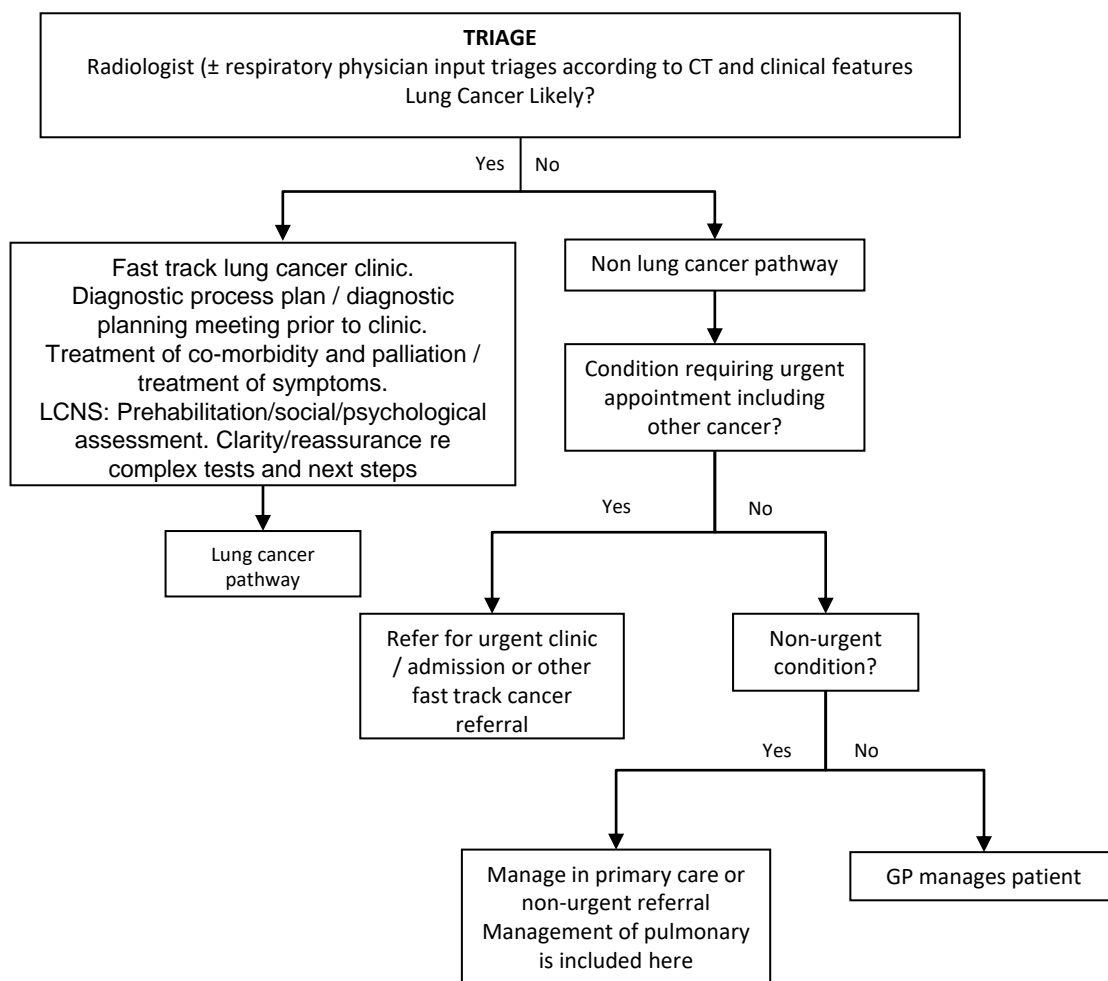 TRIAGE
Radiologist (± respiratory physician input triages according to CT and clinical features
Lung Cancer Likely?
Yes
No
Fast track lung cancer clinic.
Diagnostic process plan / diagnostic
planning meeting prior to clinic.
Treatment of co-morbidity and palliation /
treatment of symptoms.
LCNS: Prehabilitation/social/psychological
assessment. Clarity/reassurance re
complex tests and next steps
Non lung cancer pathway
Condition requiring urgent
appointment including
other cancer?
Lung cancer
pathway
Yes
No
Refer for urgent clinic
/ admission or other
fast track cancer
referral
Non-urgent
condition?
Yes
No
Manage in primary care or
non-urgent referral
Management of pulmonary
is included here
GP manages patient